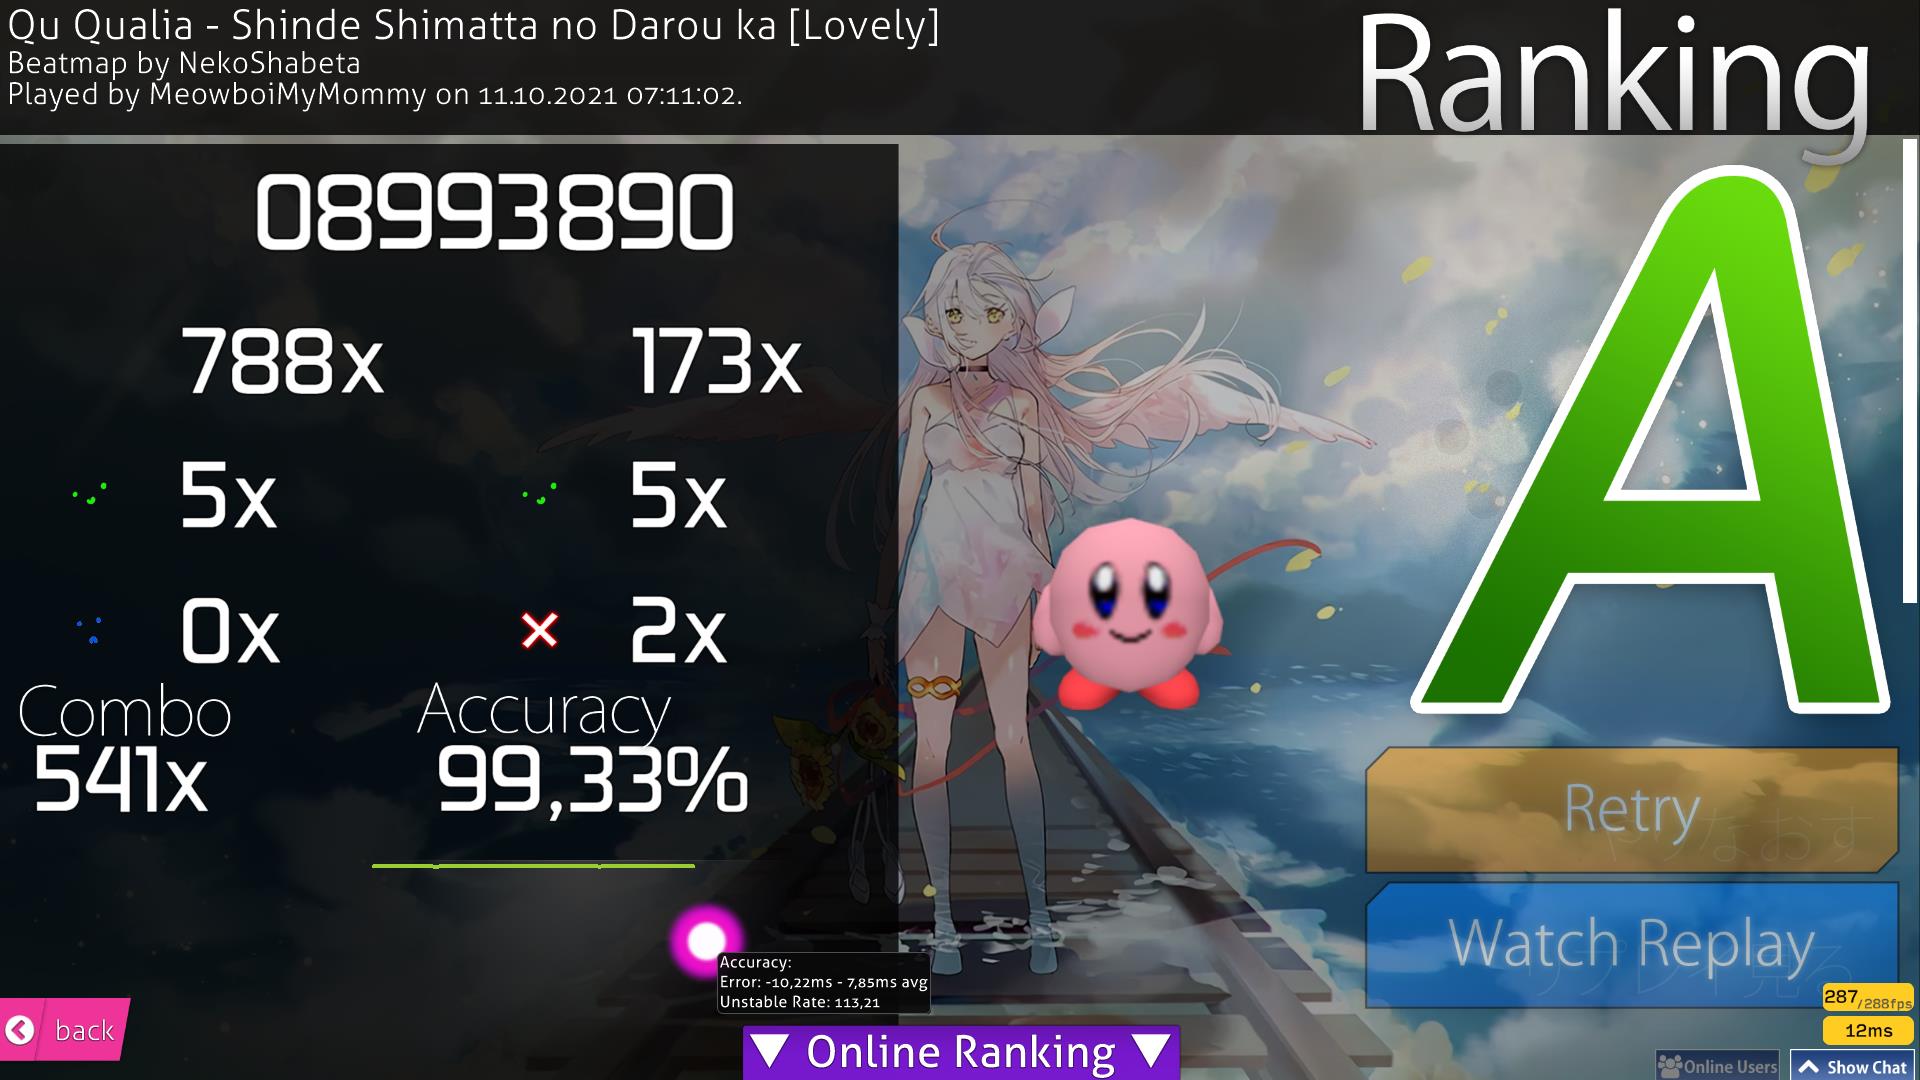 Qu Qualia - Shinde Shimatta no Darou ka [Lovely]
Beatmap by NekoShabeta
Played by MeowboiMyMommy on 11.10.2021 07:11:02.
Ranking
08993890
788x 173x
5x 5x
0x 2x
Combo Accuracy
541x 99,33%
A
Retry
Watch Replay
Accuracy:
Error: -10,22ms - 7,85ms avg
Unstable Rate: 113,21
back
Online Ranking
287/288fps
12ms
Online Users
Show Chat